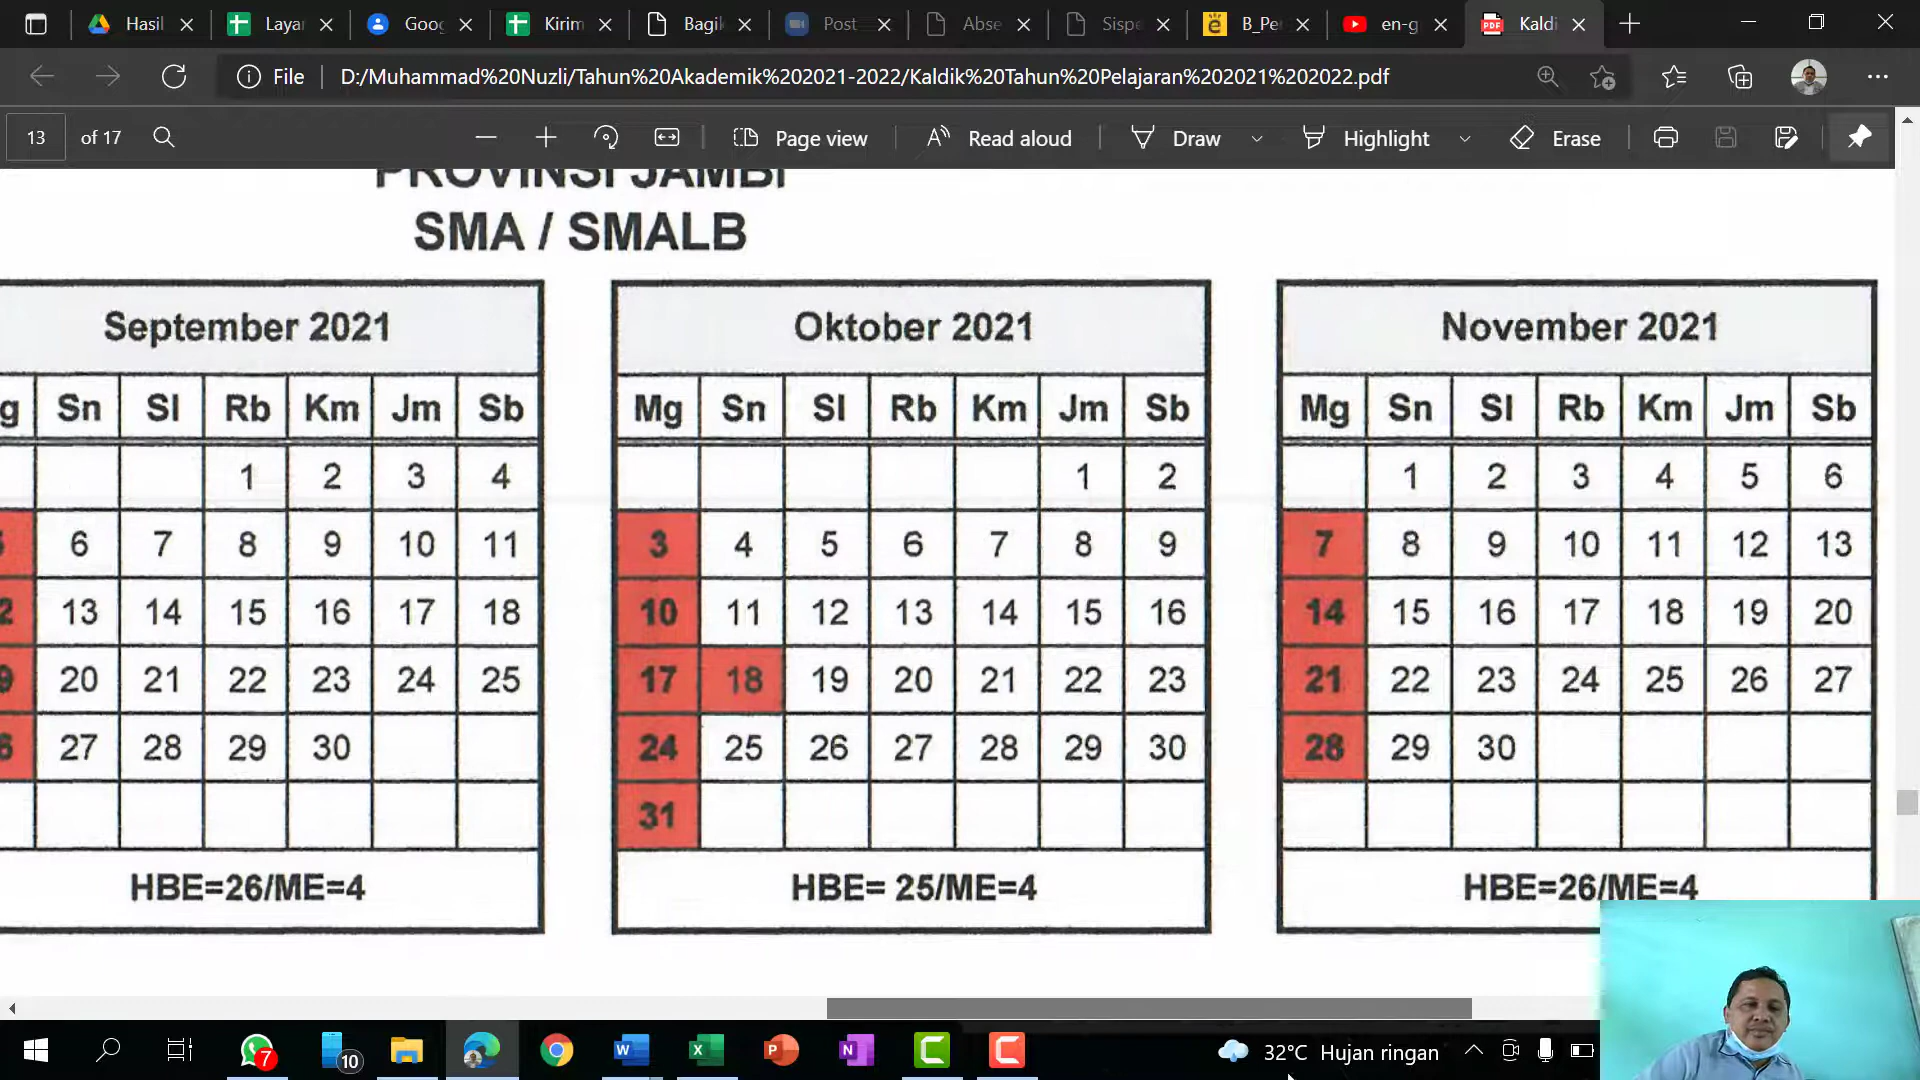 Hasil
Layar
Goog
Kirim
Bagik
Post
Abse
Sispe
B_Per
en-g
Kaldi
File
D:/Muhammad%20Nuzli/Tahun%20Akademik%202021-2022/Kaldik%20Tahun%20Pelajaran%202021%202022.pdf
13 of 17
Page view
Read aloud
Draw
Highlight
Erase
PROVINSI JAMBI
SMA / SMALB
September 2021
g Sn Sl Rb Km Jm Sb
1 2 3 4
5 6 7 8 9 10 11
2 13 14 15 16 17 18
9 20 21 22 23 24 25
6 27 28 29 30
HBE=26/ME=4
Oktober 2021
Mg Sn Sl Rb Km Jm Sb
1 2
3 4 5 6 7 8 9
10 11 12 13 14 15 16
17 18 19 20 21 22 23
24 25 26 27 28 29 30
31
HBE= 25/ME=4
November 2021
Mg Sn Sl Rb Km Jm Sb
1 2 3 4 5 6
7 8 9 10 11 12 13
14 15 16 17 18 19 20
21 22 23 24 25 26 27
28 29 30
HBE=26/ME=4
7
10
32°C Hujan ringan